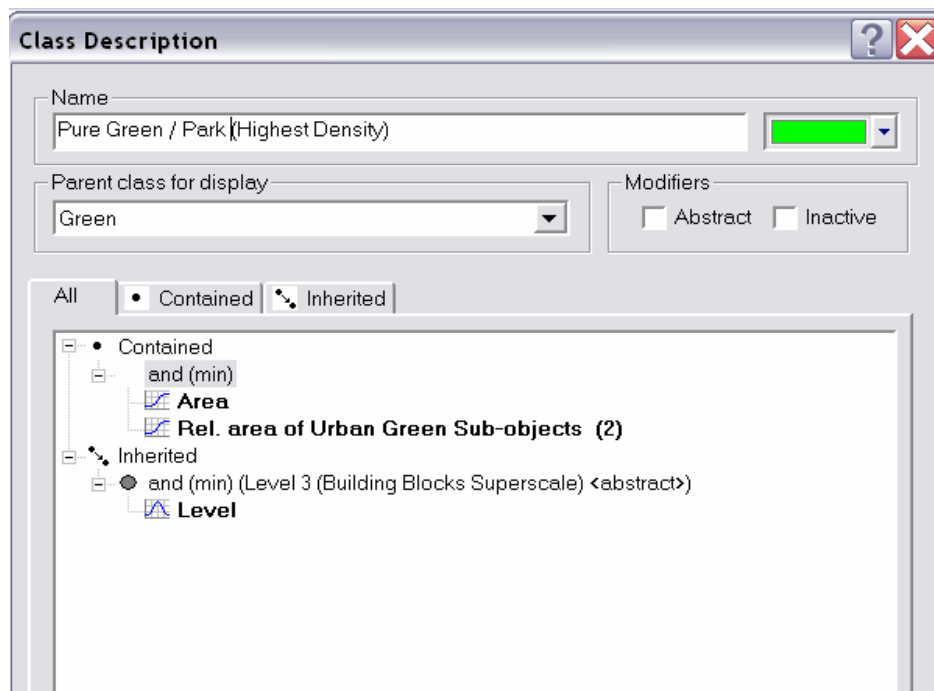 Class Description
Name
Pure Green / Park (Highest Density)
Parent class for display
Modifiers
Green
Abstract
Inactive
All
Contained
Inherited
Contained
and (min)
Area
Rel. area of Urban Green Sub-objects (2)
Inherited
and (min) (Level 3 (Building Blocks Superscale) <abstract>)
Level